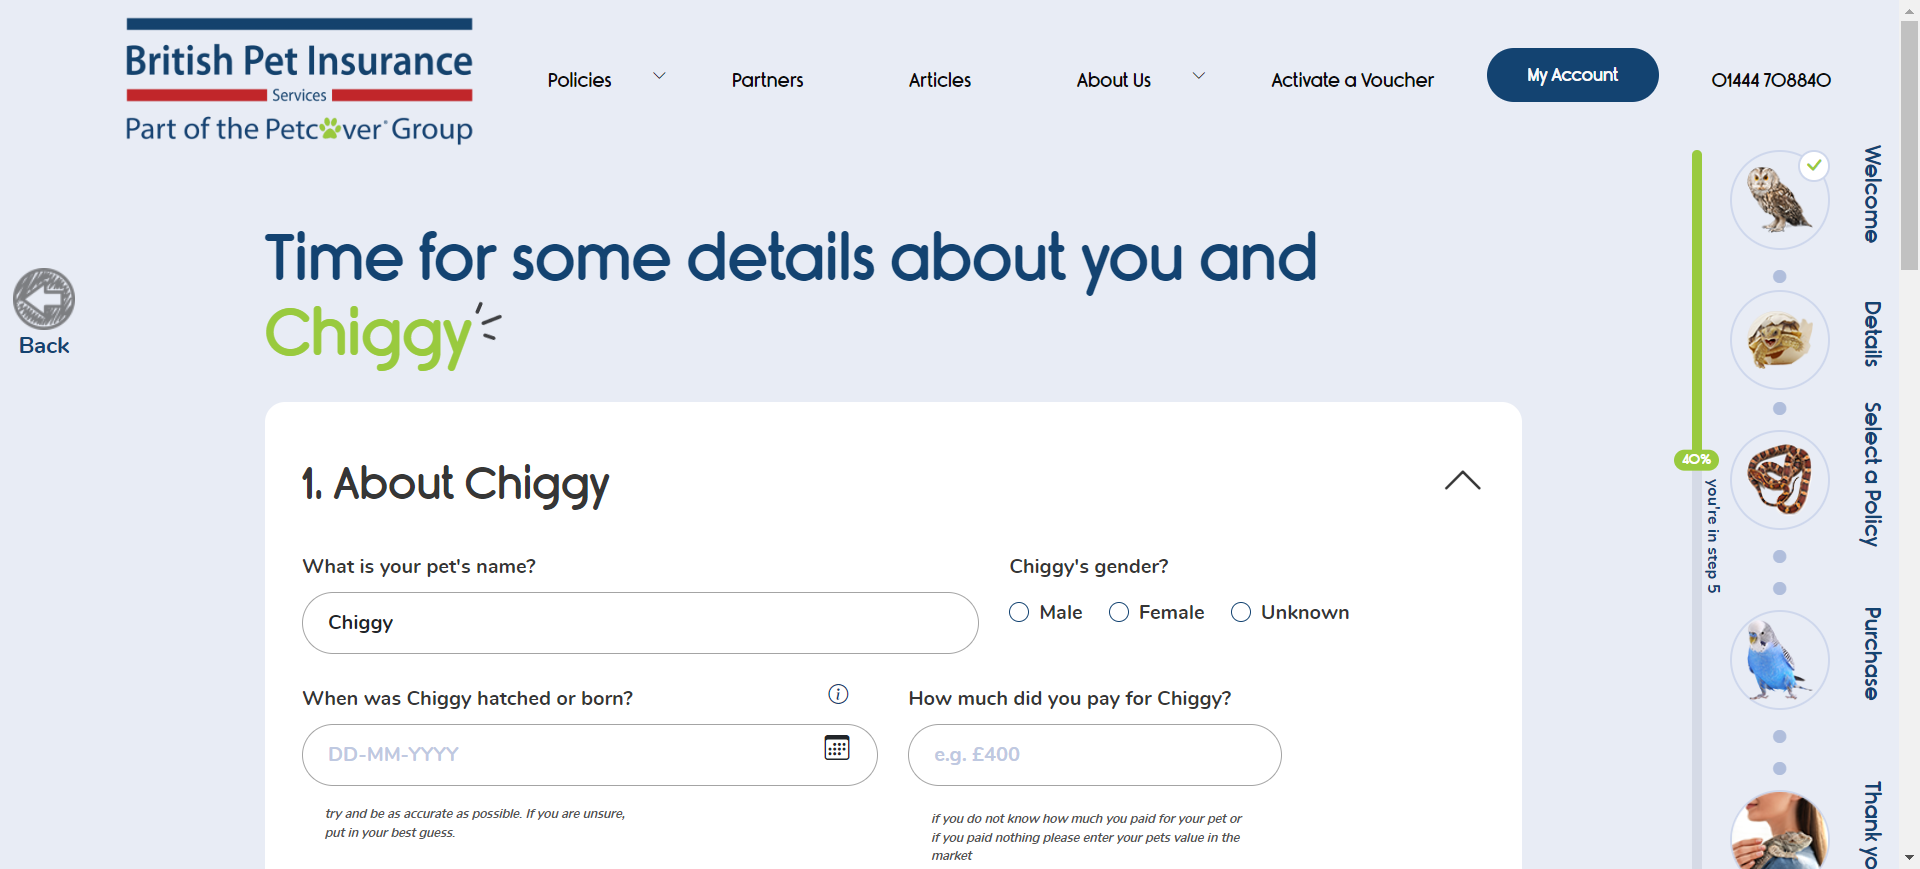 British Pet Insurance
Services
Part of the Petcover Group
Policies
Partners
Articles
About Us
Activate a Voucher
My Account
01444 708840
Back
Time for some details about you and
Chiggy
1. About Chiggy
What is your pet's name?
Chiggy
Chiggy's gender?
Male
Female
Unknown
When was Chiggy hatched or born?
DD-MM-YYYY
try and be as accurate as possible. If you are unsure,
put in your best guess.
How much did you pay for Chiggy?
e.g. £400
if you do not know how much you paid for your pet or
if you paid nothing please enter your pets value in the
market
40%
you're in step 5
Welcome
Details
Select a Policy
Purchase
Thank yo